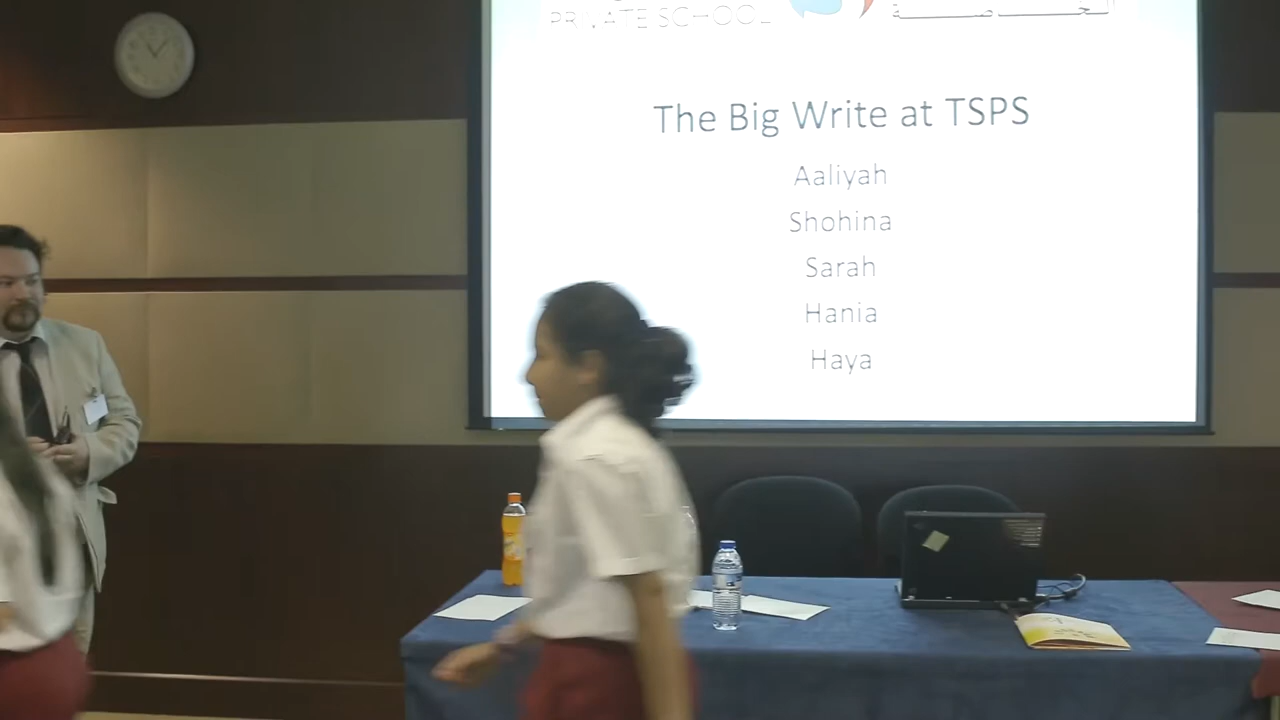 PRIVATE SCHOOL
The Big Write at TSPS
Aaliyah
Shohina
Sarah
Hania
Haya